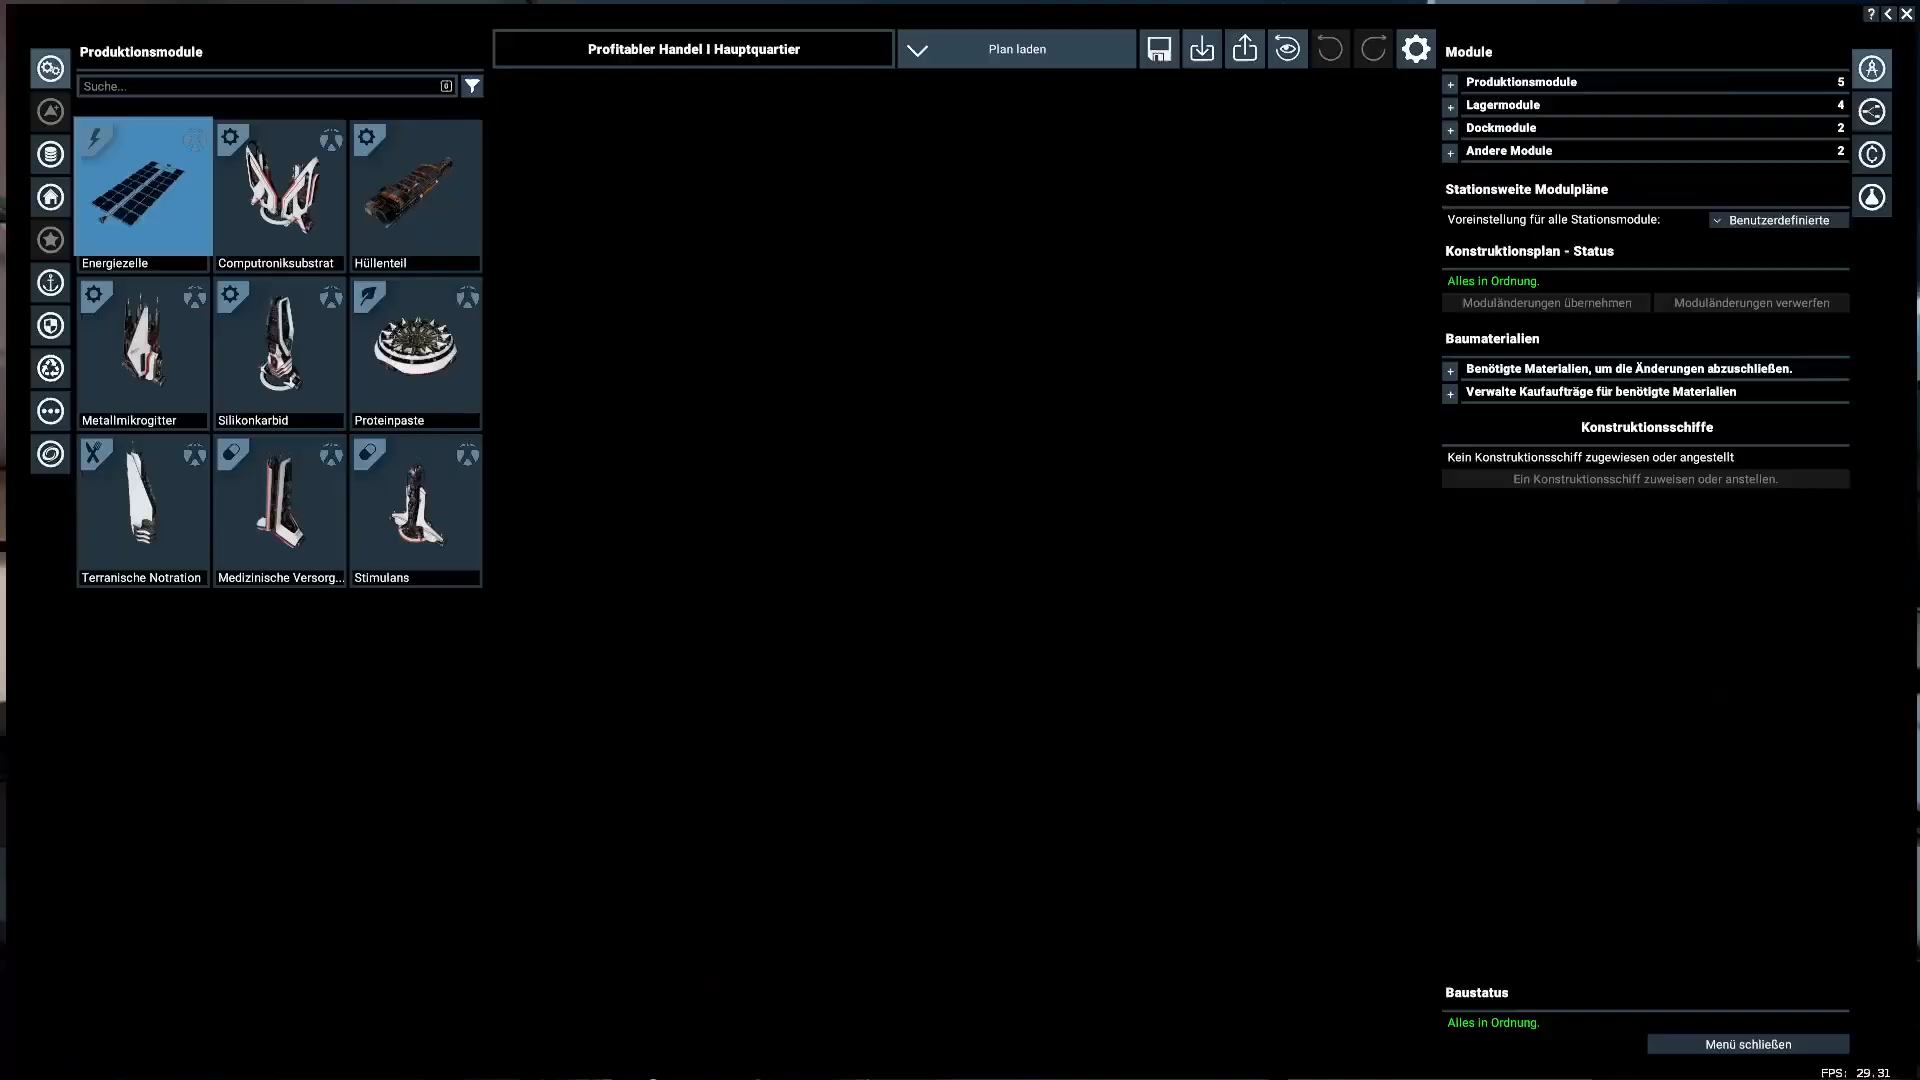 Produktionsmodule
Suche...
0
Energiezelle
Computroniksubstrat
Hüllenteil
Metallmikrogitter
Silikonkarbid
Proteinpaste
Terranische Notration
Medizinische Versorg...
Stimulans
Profitabler Handel I Hauptquartier
Plan laden
?
Module
+ Produktionsmodule 5
+ Lagermodule 4
+ Dockmodule 2
+ Andere Module 2
Stationsweite Modulpläne
Voreinstellung für alle Stationsmodule: Benutzerdefinierte
Konstruktionsplan - Status
Alles in Ordnung.
Moduländerungen übernehmen Moduländerungen verwerfen
Baumaterialien
+ Benötigte Materialien, um die Änderungen abzuschließen.
+ Verwalte Kaufaufträge für benötigte Materialien
Konstruktionsschiffe
Kein Konstruktionsschiff zugewiesen oder angestellt
Ein Konstruktionsschiff zuweisen oder anstellen.
Baustatus
Alles in Ordnung.
Menü schließen
FPS: 29.31